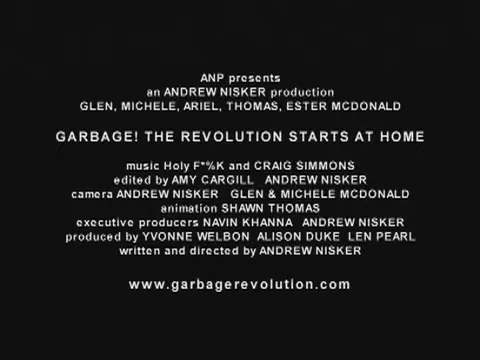 ANP presents
an ANDREW NISKER production
GLEN, MICHELE, ARIEL, THOMAS, ESTER MCDONALD
GARBAGE! THE REVOLUTION STARTS AT HOME
music Holy F*%K and CRAIG SIMMONS
edited by AMY CARGILL ANDREW NISKER
camera ANDREW NISKER GLEN & MICHELE MCDONALD
animation SHAWN THOMAS
executive producers NAVIN KHANNA ANDREW NISKER
produced by YVONNE WELBON ALISON DUKE LEN PEARL
written and directed by ANDREW NISKER
www.garbagerevolution.com